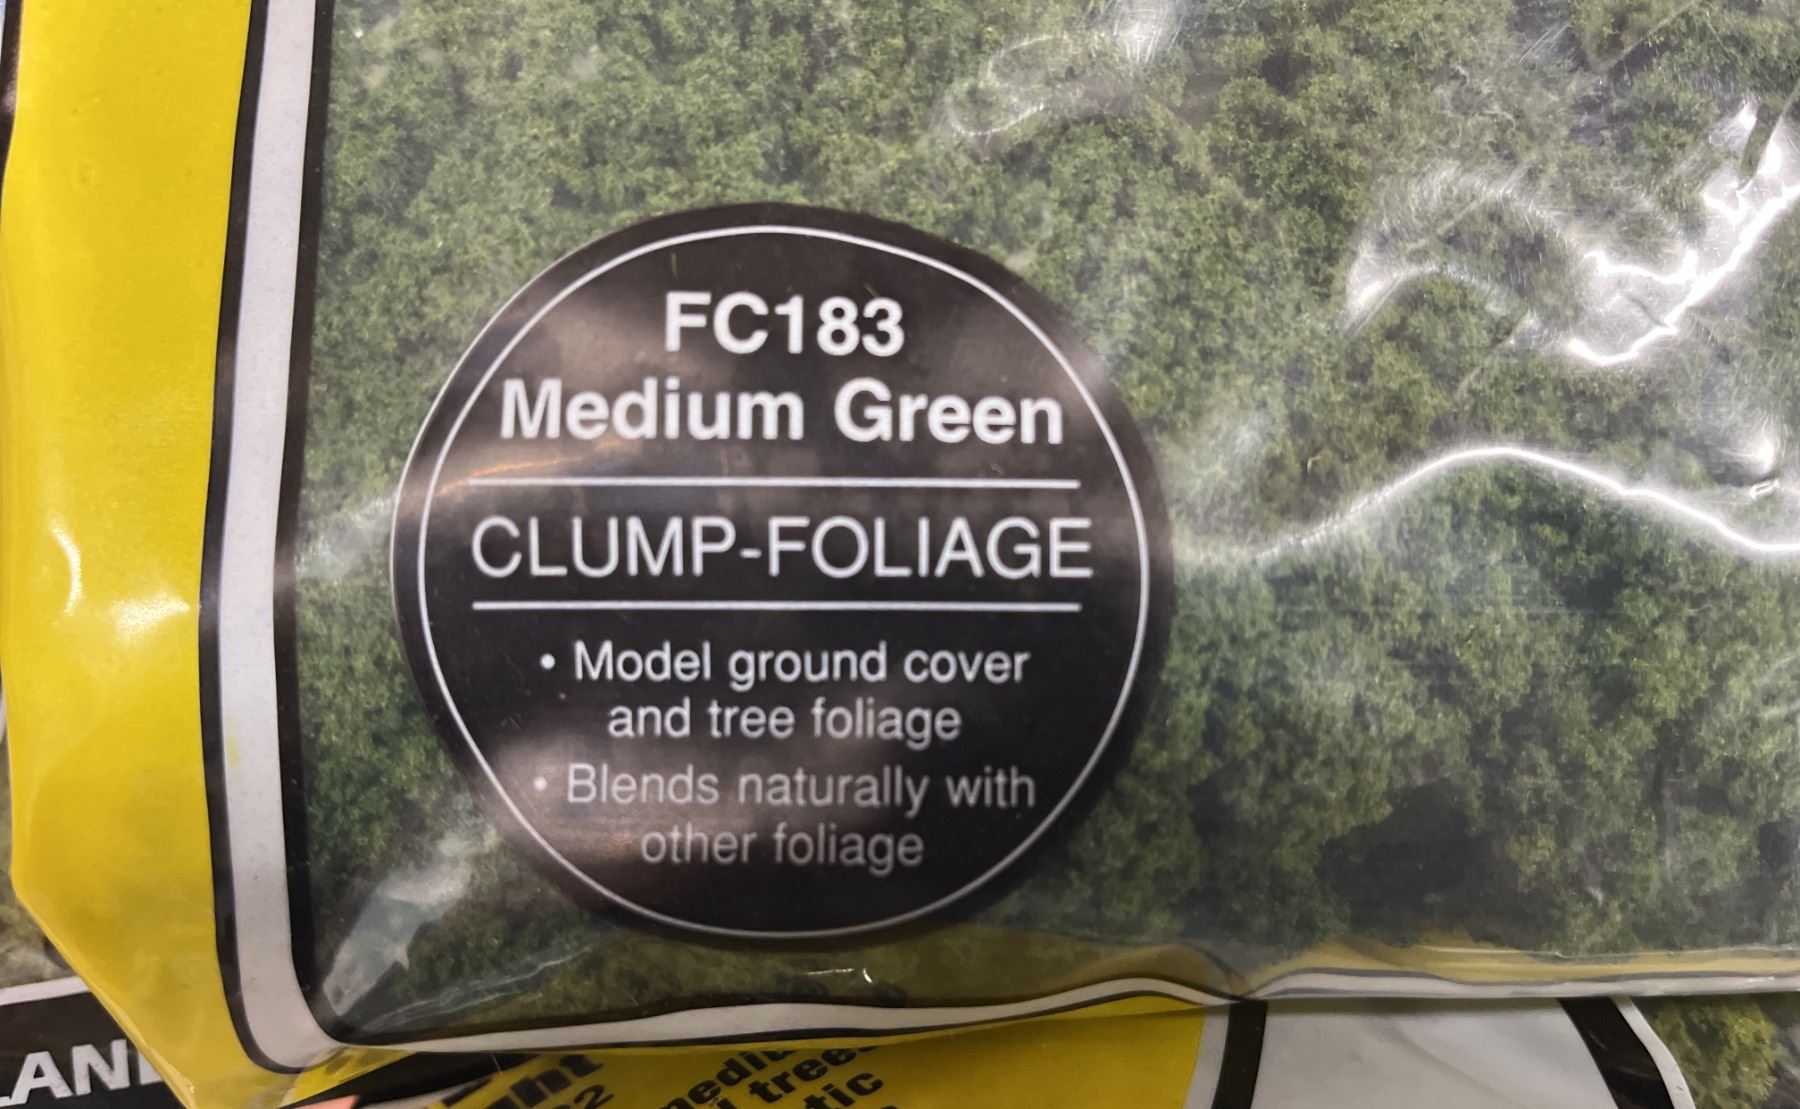 FC183
Medium Green
CLUMP-FOLIAGE
• Model ground cover
and tree foliage
• Blends naturally with
other foliage